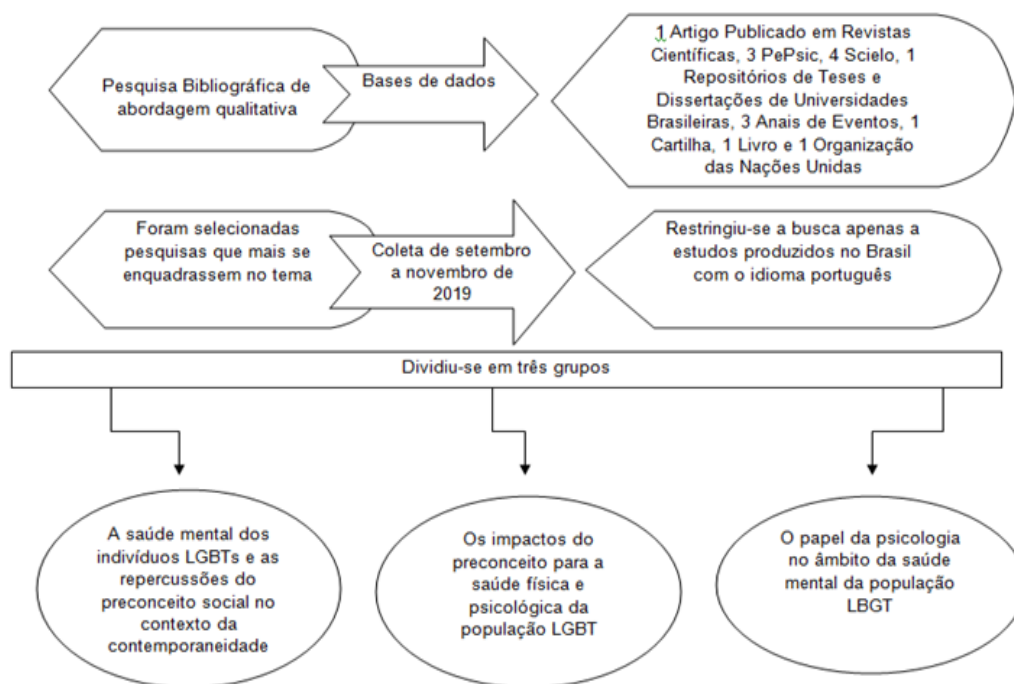 Pesquisa Bibliográfica de
abordagem qualitativa
Bases de dados
1 Artigo Publicado em Revistas
Científicas, 3 PePsic, 4 Scielo, 1
Repositórios de Teses e
Dissertações de Universidades
Brasileiras, 3 Anais de Eventos, 1
Cartilha, 1 Livro e 1 Organização
das Nações Unidas
Foram selecionadas
pesquisas que mais se
enquadrassem no tema
Coleta de setembro
a novembro de
2019
Restringiu-se a busca apenas a
estudos produzidos no Brasil
com o idioma português
Dividiu-se em três grupos
A saúde mental dos
indivíduos LGBTs e as
repercussões do
preconceito social no
contexto da
contemporaneidade
Os impactos do
preconceito para a
saúde física e
psicológica da
população LGBT
O papel da psicologia
no âmbito da saúde
mental da população
LBGT